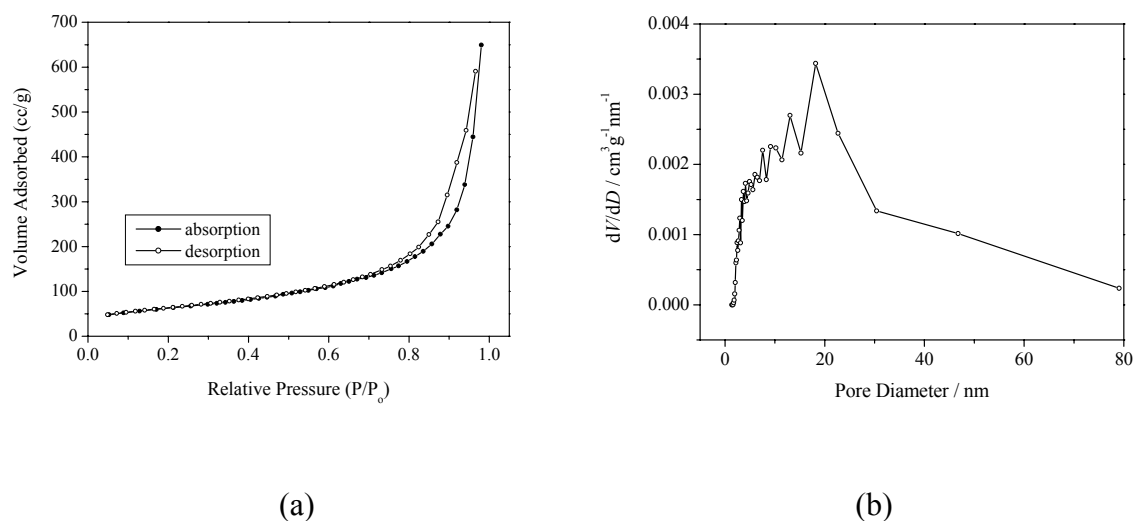 700
600
500
400
300
200
100
0
Volume Adsorbed (cc/g)
absorption
desorption
0.0 0.2 0.4 0.6 0.8 1.0
Relative Pressure (P/Pₒ)
(a)
0.004
0.003
0.002
0.001
0.000
dV/dD / cm³g⁻¹nm⁻¹
0 20 40 60 80
Pore Diameter / nm
(b)